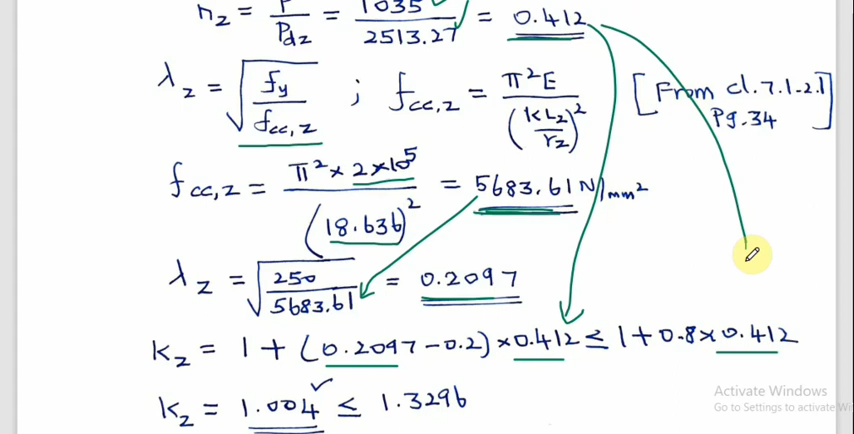 n_z = P / P_dz = 1035 / 2513.27 = 0.412
λ_z = √(f_y / f_cc,z) ; f_cc,z = π²E / (KL_z / r_z)² [From cl.7.1.2.1 Pg.34]
f_cc,z = π² × 2×10⁵ / (18.636)² = 5683.61 N/mm²
λ_z = √(250 / 5683.61) = 0.2097
K_z = 1 + (0.2097 - 0.2) × 0.412 ≤ 1 + 0.8 × 0.412
K_z = 1.004 ✓ ≤ 1.3296
Activate Windows
Go to Settings to activate W